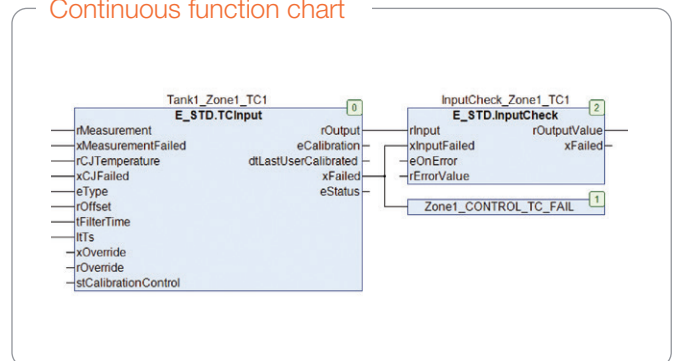 Continuous function chart
Tank1_Zone1_TC1
0
E_STD.TCInput
rMeasurement
rOutput
xMeasurementFailed
eCalibration
rCJTemperature
dtLastUserCalibrated
xCJFailed
xFailed
eType
eStatus
rOffset
tFilterTime
ltTs
xOverride
rOverride
stCalibrationControl
InputCheck_Zone1_TC1
2
E_STD.InputCheck
rInput
rOutputValue
xInputFailed
xFailed
eOnError
rErrorValue
1
Zone1_CONTROL_TC_FAIL